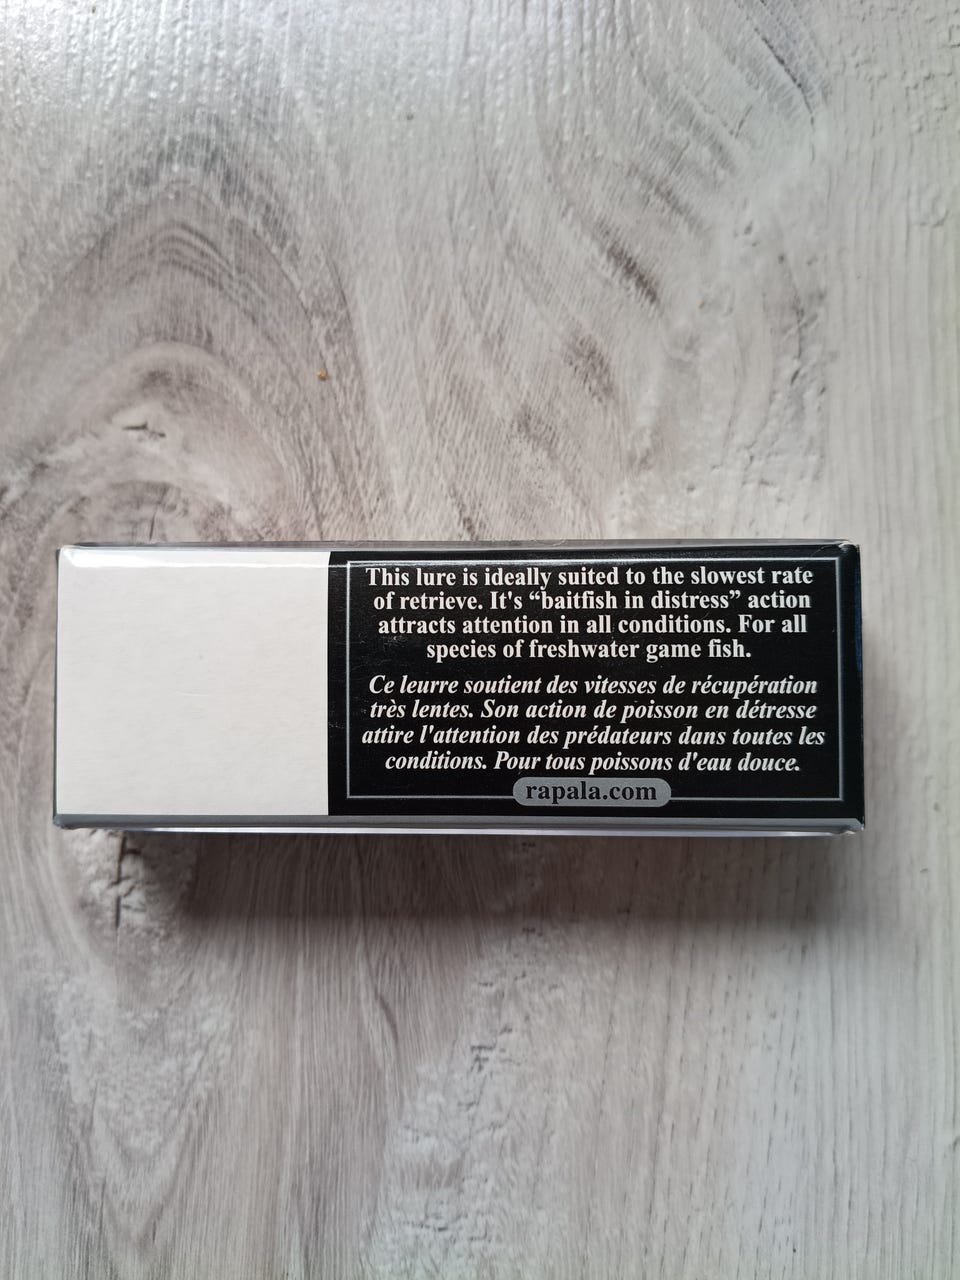 This lure is ideally suited to the slowest rate
of retrieve. It's “baitfish in distress” action
attracts attention in all conditions. For all
species of freshwater game fish.
Ce leurre soutient des vitesses de récupération
très lentes. Son action de poisson en détresse
attire l'attention des prédateurs dans toutes les
conditions. Pour tous poissons d'eau douce.
rapala.com